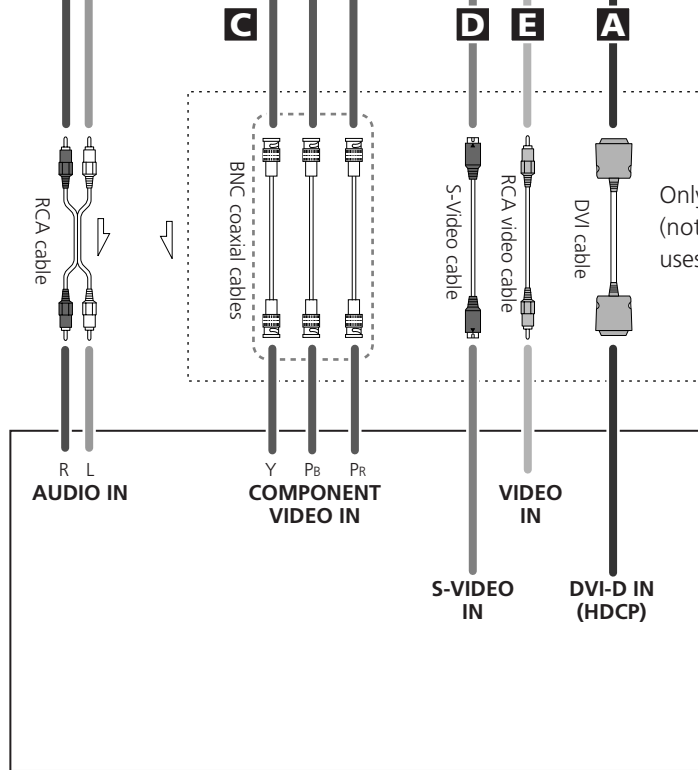 C
D
E
A
RCA cable
BNC coaxial cables
S-Video cable
RCA video cable
DVI cable
Only
(not
uses
R L
AUDIO IN
Y PB PR
COMPONENT
VIDEO IN
VIDEO
IN
S-VIDEO
IN
DVI-D IN
(HDCP)